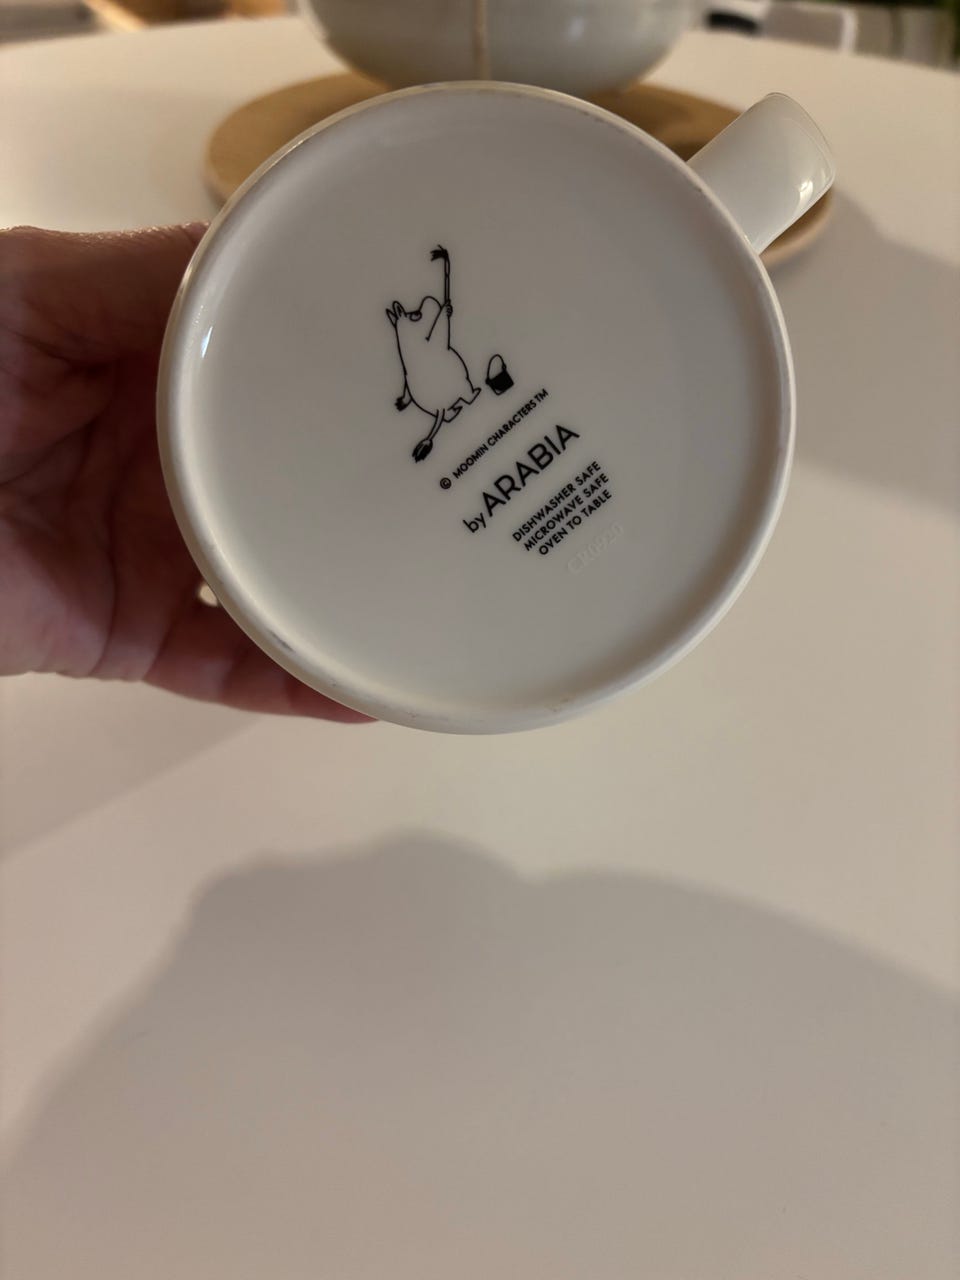 © MOOMIN CHARACTERS ™
by ARABIA
DISHWASHER SAFE
MICROWAVE SAFE
OVEN TO TABLE